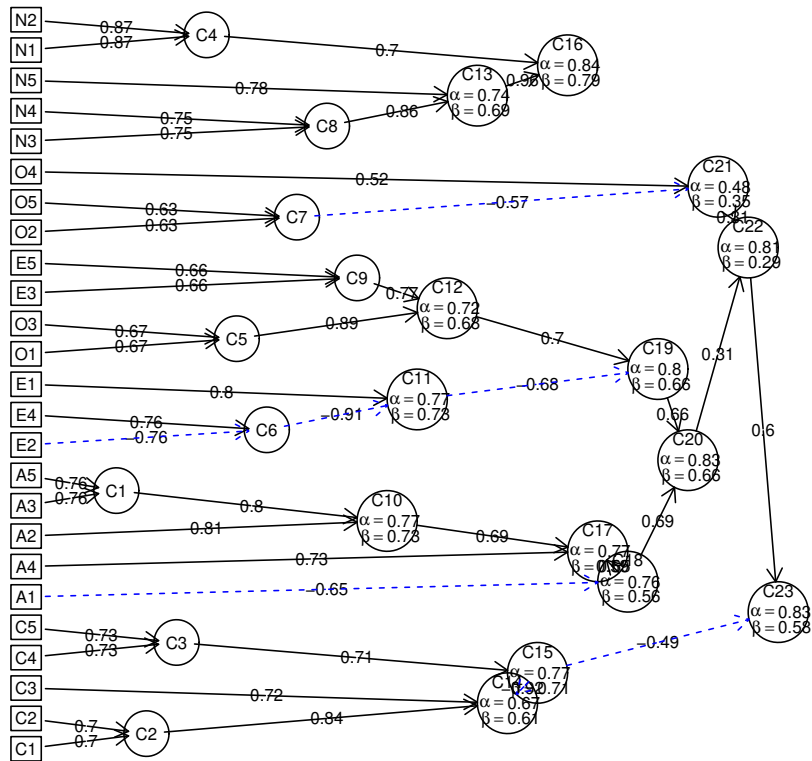 N2
N1
N5
N4
N3
O4
O5
O2
E5
E3
O3
O1
E1
E4
E2
A5
A3
A2
A4
A1
C5
C4
C3
C2
C1
0.87
0.87
C4
0.7
C16
α = 0.84
β = 0.79
0.78
C13
α = 0.74
β = 0.69
0.96
0.75
0.75
C8
0.86
0.52
C21
α = 0.48
β = 0.35
0.63
0.63
C7
−0.57
C22
α = 0.81
β = 0.29
0.66
0.66
C9
0.77
C12
α = 0.72
β = 0.68
0.67
0.67
C5
0.89
0.7
C19
α = 0.8
β = 0.66
0.31
0.8
C11
α = 0.77
β = 0.73
−0.68
0.76
−0.76
C6
−0.91
0.66
C20
α = 0.83
β = 0.66
0.6
0.76
0.76
C1
0.8
C10
α = 0.77
β = 0.73
0.81
0.69
0.69
C17
α = 0.77
0.73
α = 0.76
β = 0.56
−0.65
C23
α = 0.83
β = 0.58
0.73
0.73
C3
0.71
−0.49
C15
α = 0.77
0.71
0.72
α = 0.67
β = 0.61
0.7
0.7
C2
0.84